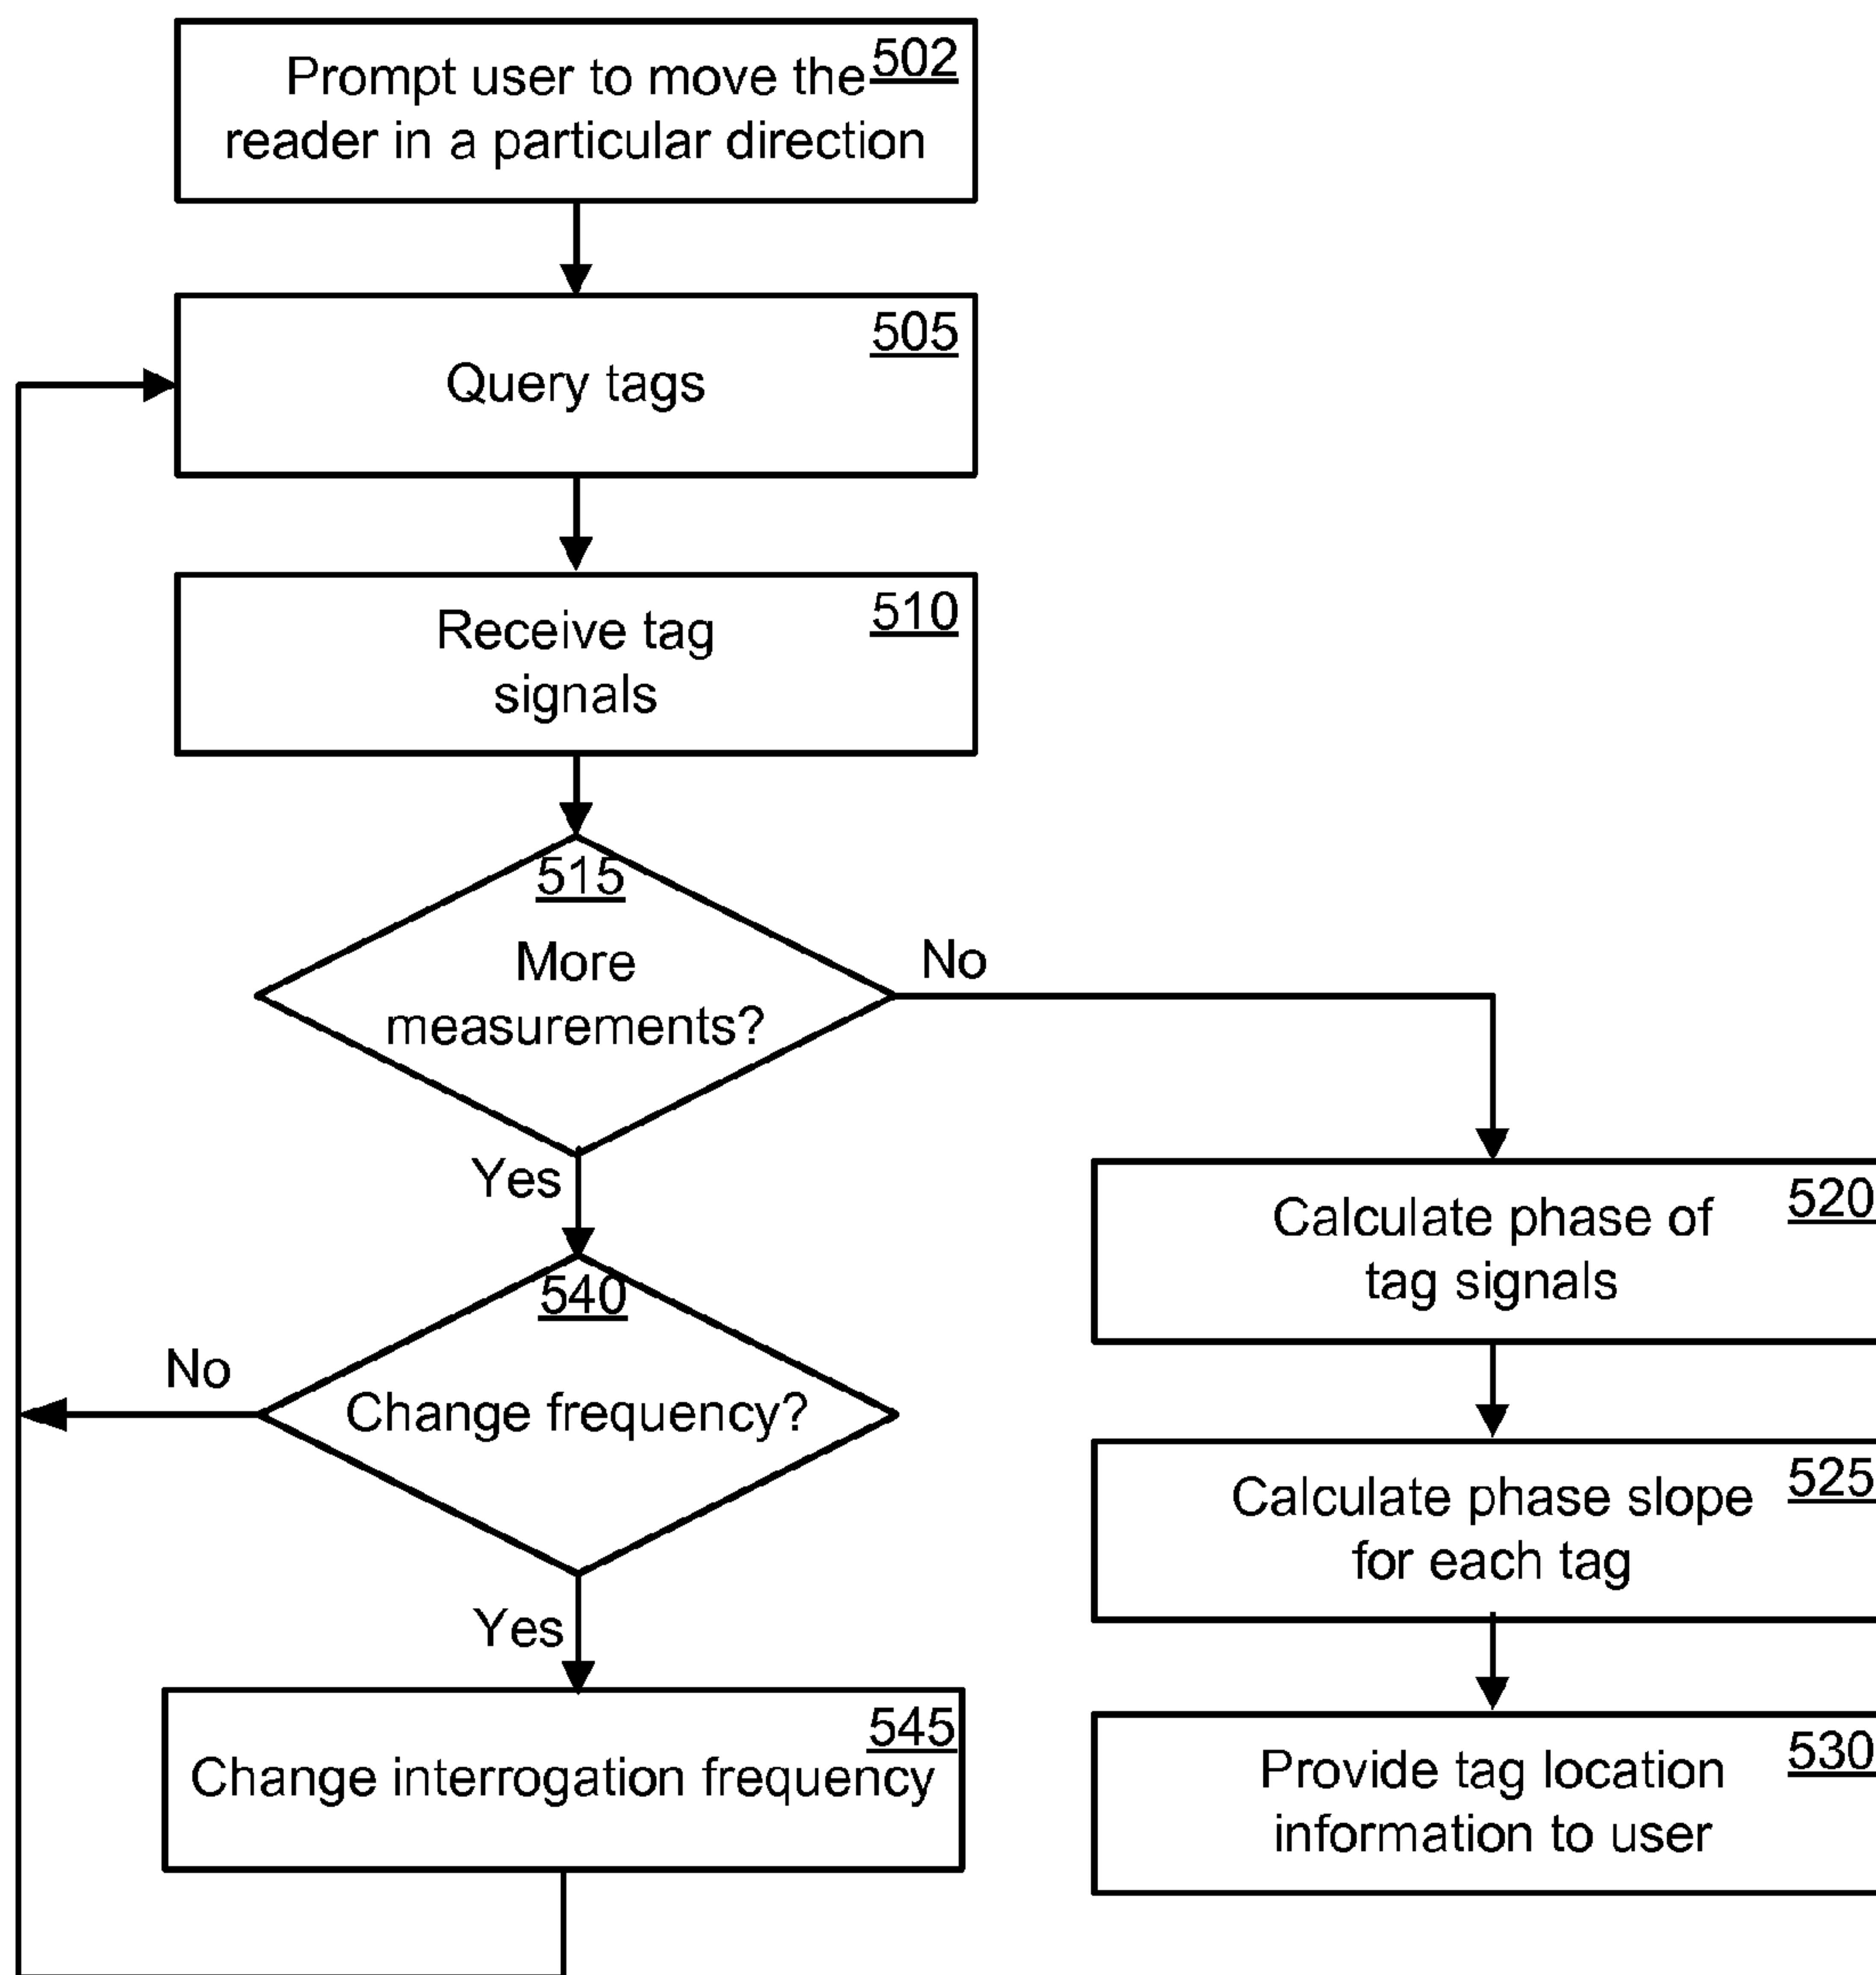 502
Prompt user to move the
reader in a particular direction
505
Query tags
510
Receive tag
signals
515
More
measurements?
No
Yes
540
Change frequency?
No
Yes
545
Change interrogation frequency
520
Calculate phase of
tag signals
525
Calculate phase slope
for each tag
530
Provide tag location
information to user